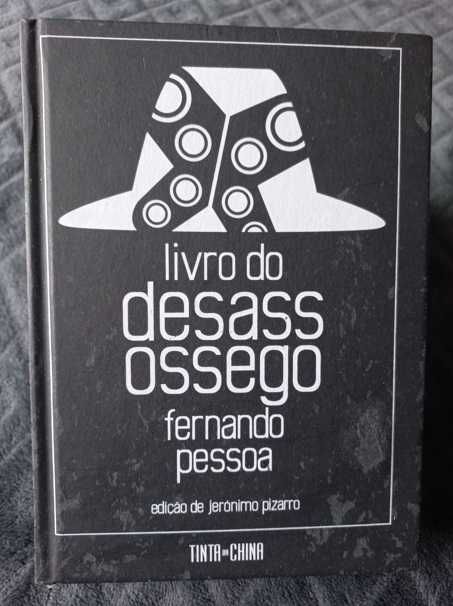 livro do
desass
ossego
fernando
pessoa
edição de jerónimo pizarro
TINTA DA CHINA